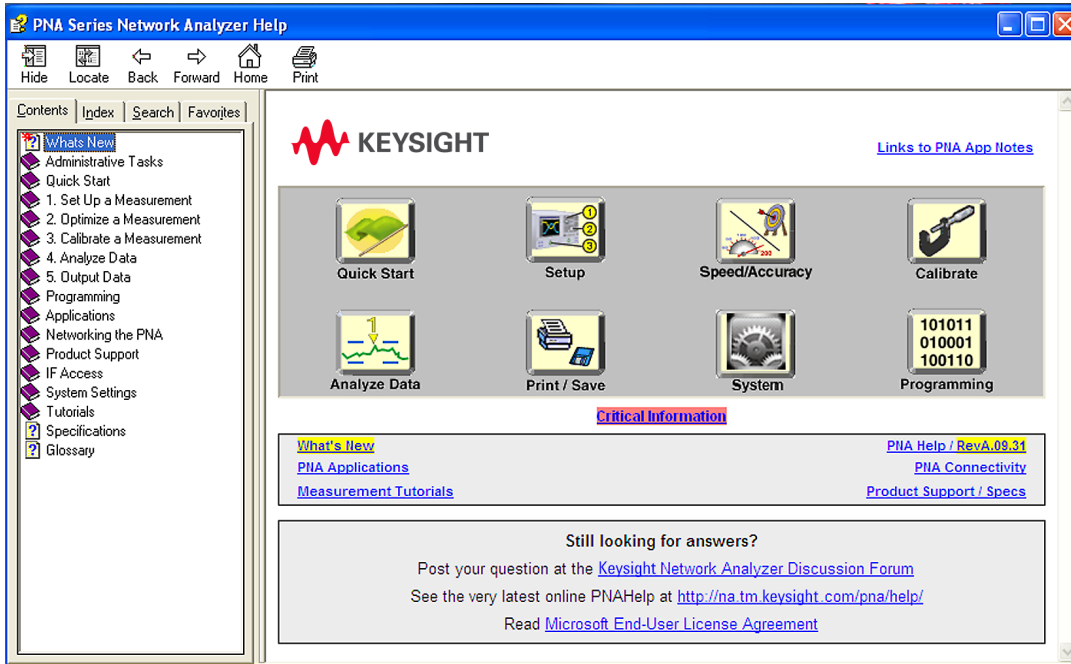 PNA Series Network Analyzer Help
Hide Locate Back Forward Home Print
Contents Index Search Favorites
Whats New
Administrative Tasks
Quick Start
1. Set Up a Measurement
2. Optimize a Measurement
3. Calibrate a Measurement
4. Analyze Data
5. Output Data
Programming
Applications
Networking the PNA
Product Support
IF Access
System Settings
Tutorials
Specifications
Glossary
KEYSIGHT
Links to PNA App Notes
1
2
3
200
Quick Start Setup Speed/Accuracy Calibrate
1
101011
010001
100110
Analyze Data Print / Save System Programming
Critical Information
What's New PNA Help / RevA.09.31
PNA Applications PNA Connectivity
Measurement Tutorials Product Support / Specs
Still looking for answers?
Post your question at the Keysight Network Analyzer Discussion Forum
See the very latest online PNAHelp at http://na.tm.keysight.com/pna/help/
Read Microsoft End-User License Agreement